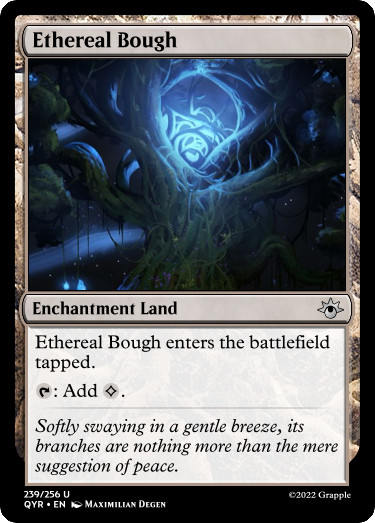 Ethereal Bough
Enchantment Land
Ethereal Bough enters the battlefield
tapped.
: Add .
Softly swaying in a gentle breeze, its
branches are nothing more than the mere
suggestion of peace.
239/256 U
QYR • EN Maximilian Degen
©2022 Grapple